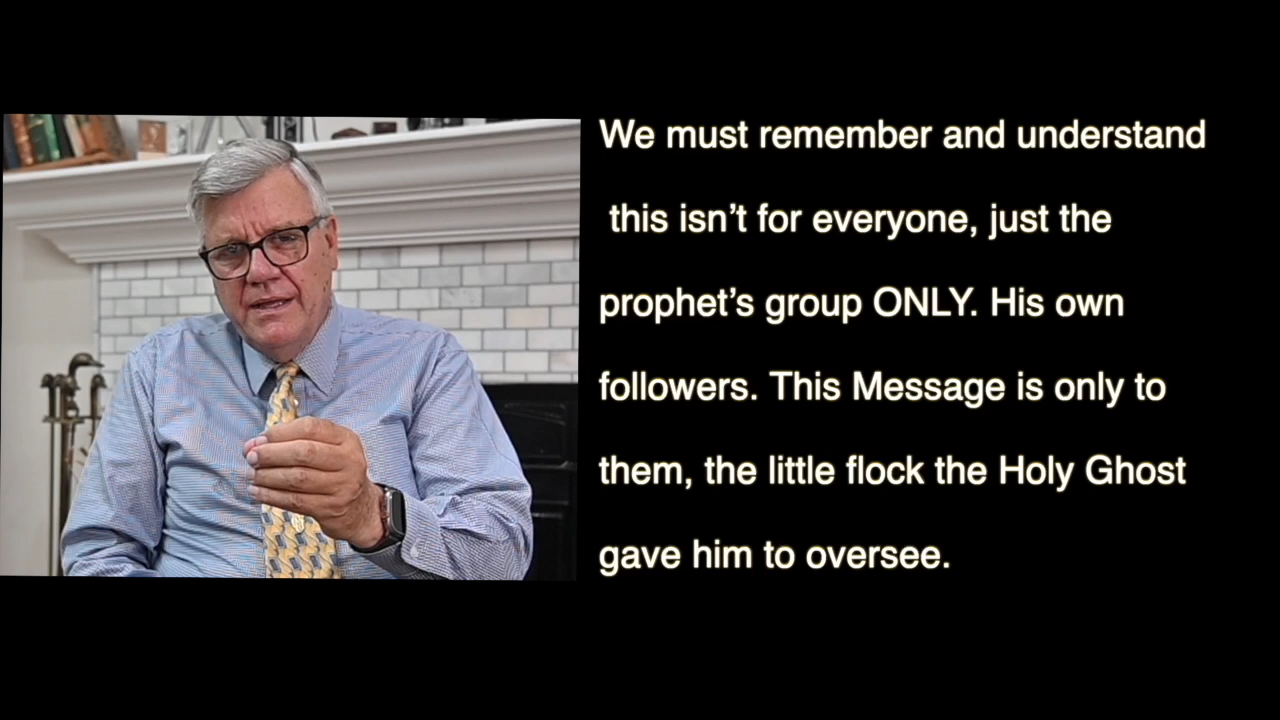 We must remember and understand
this isn’t for everyone, just the
prophet’s group ONLY. His own
followers. This Message is only to
them, the little flock the Holy Ghost
gave him to oversee.